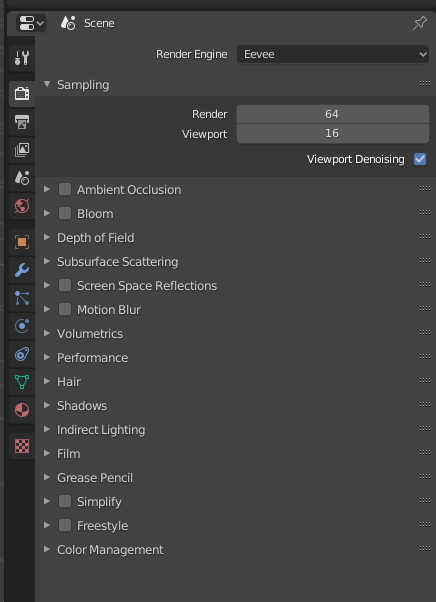 Scene
Render Engine Eevee
Sampling
Render 64
Viewport 16
Viewport Denoising
Ambient Occlusion
Bloom
Depth of Field
Subsurface Scattering
Screen Space Reflections
Motion Blur
Volumetrics
Performance
Hair
Shadows
Indirect Lighting
Film
Grease Pencil
Simplify
Freestyle
Color Management